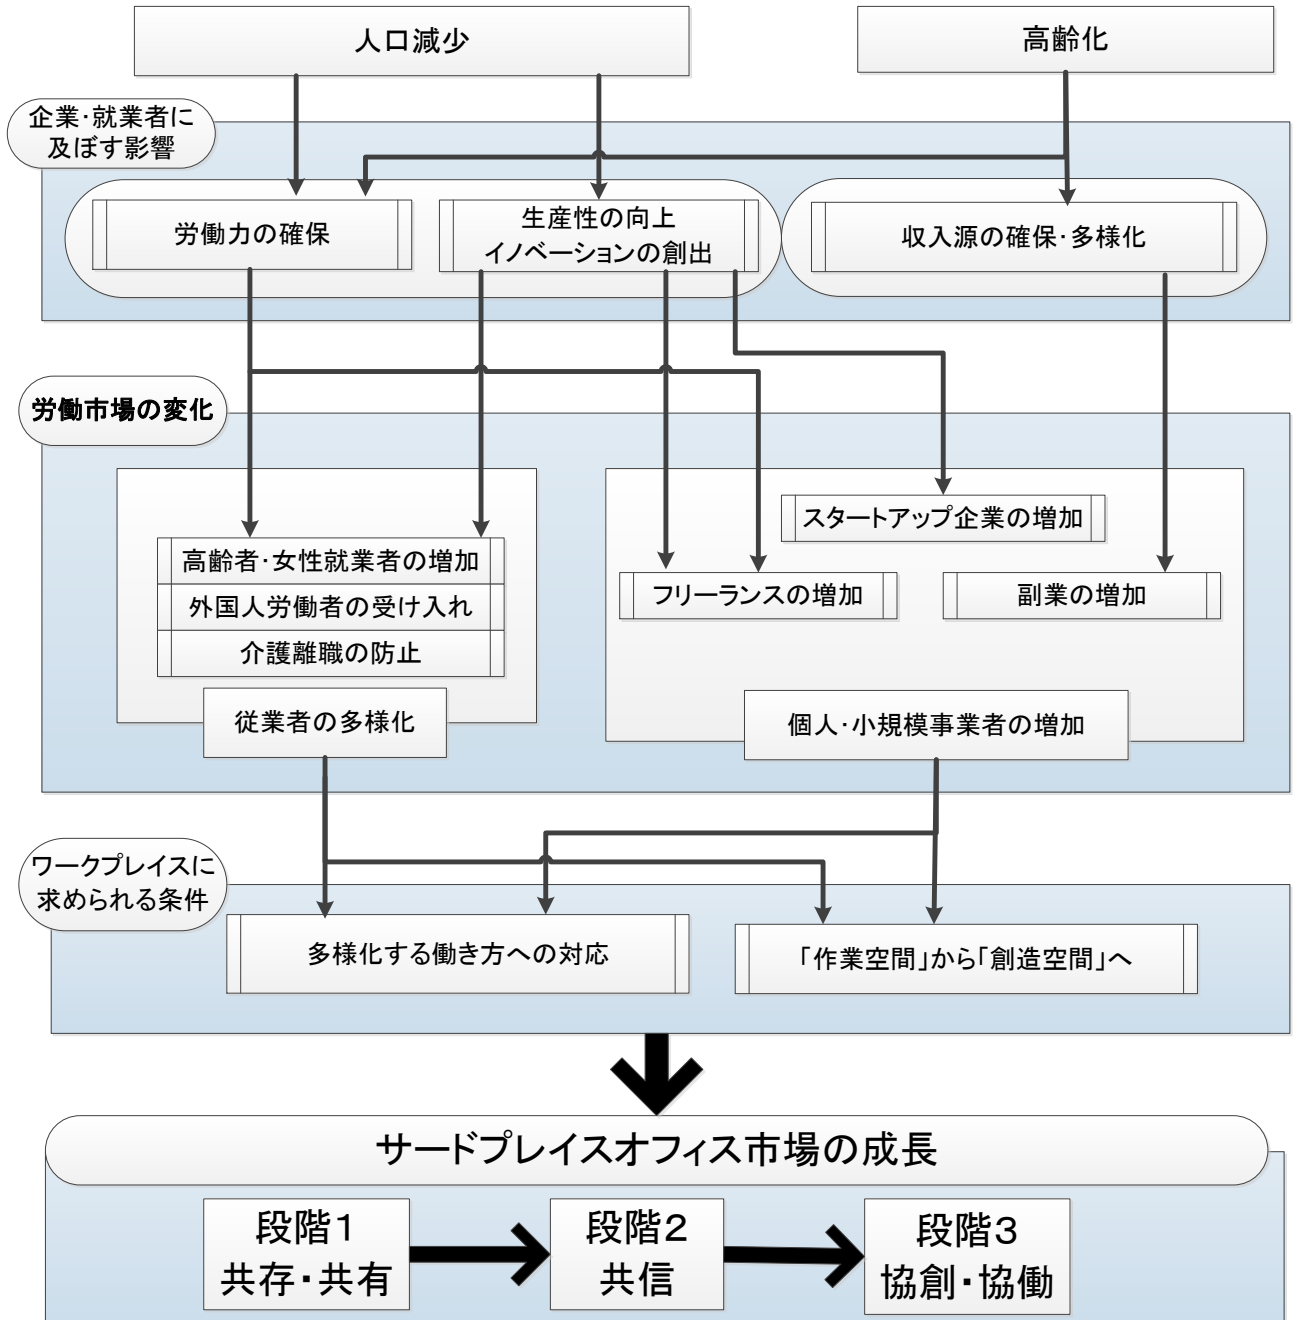 人口減少
高齢化
企業・就業者に
及ぼす影響
労働力の確保
生産性の向上
イノベーションの創出
収入源の確保・多様化
労働市場の変化
スタートアップ企業の増加
高齢者・女性就業者の増加
外国人労働者の受け入れ
介護離職の防止
フリーランスの増加
副業の増加
従業者の多様化
個人・小規模事業者の増加
ワークプレイスに
求められる条件
多様化する働き方への対応
「作業空間」から「創造空間」へ
サードプレイスオフィス市場の成長
段階1
共存・共有
段階2
共信
段階3
協創・協働